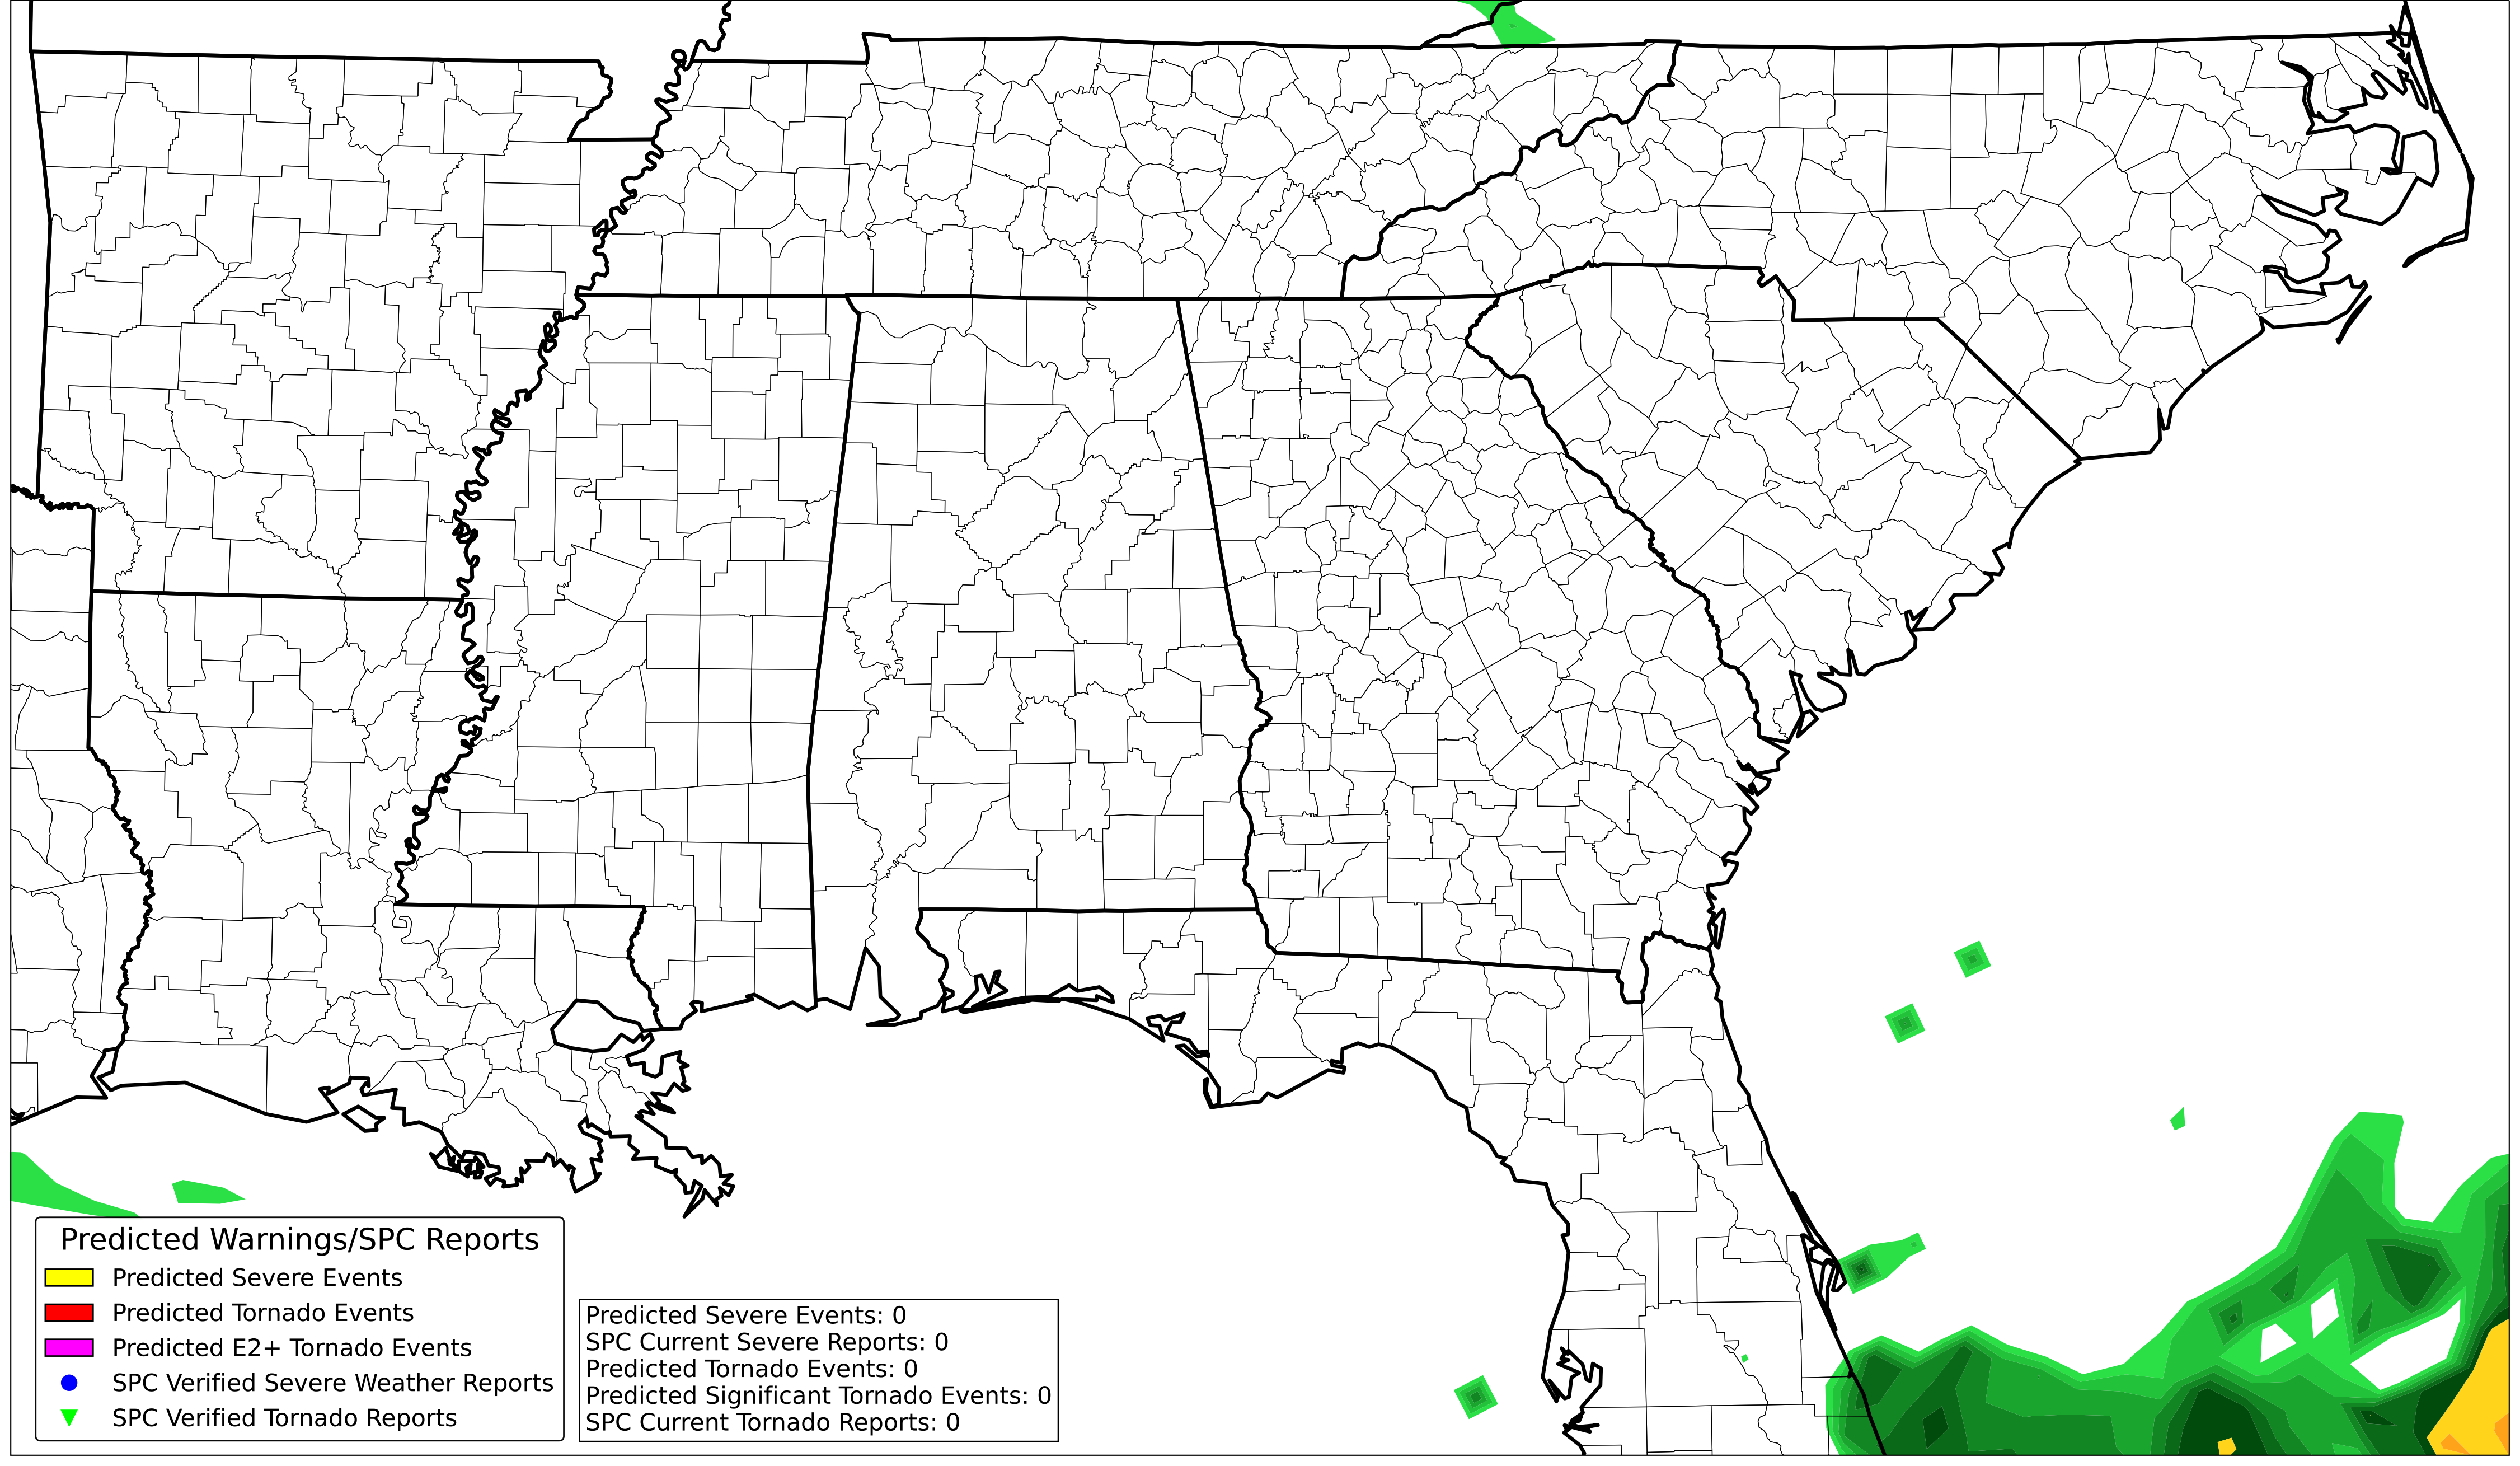 Predicted Warnings/SPC Reports
Predicted Severe Events
Predicted Tornado Events
Predicted E2+ Tornado Events
SPC Verified Severe Weather Reports
SPC Verified Tornado Reports
Predicted Severe Events: 0
SPC Current Severe Reports: 0
Predicted Tornado Events: 0
Predicted Significant Tornado Events: 0
SPC Current Tornado Reports: 0